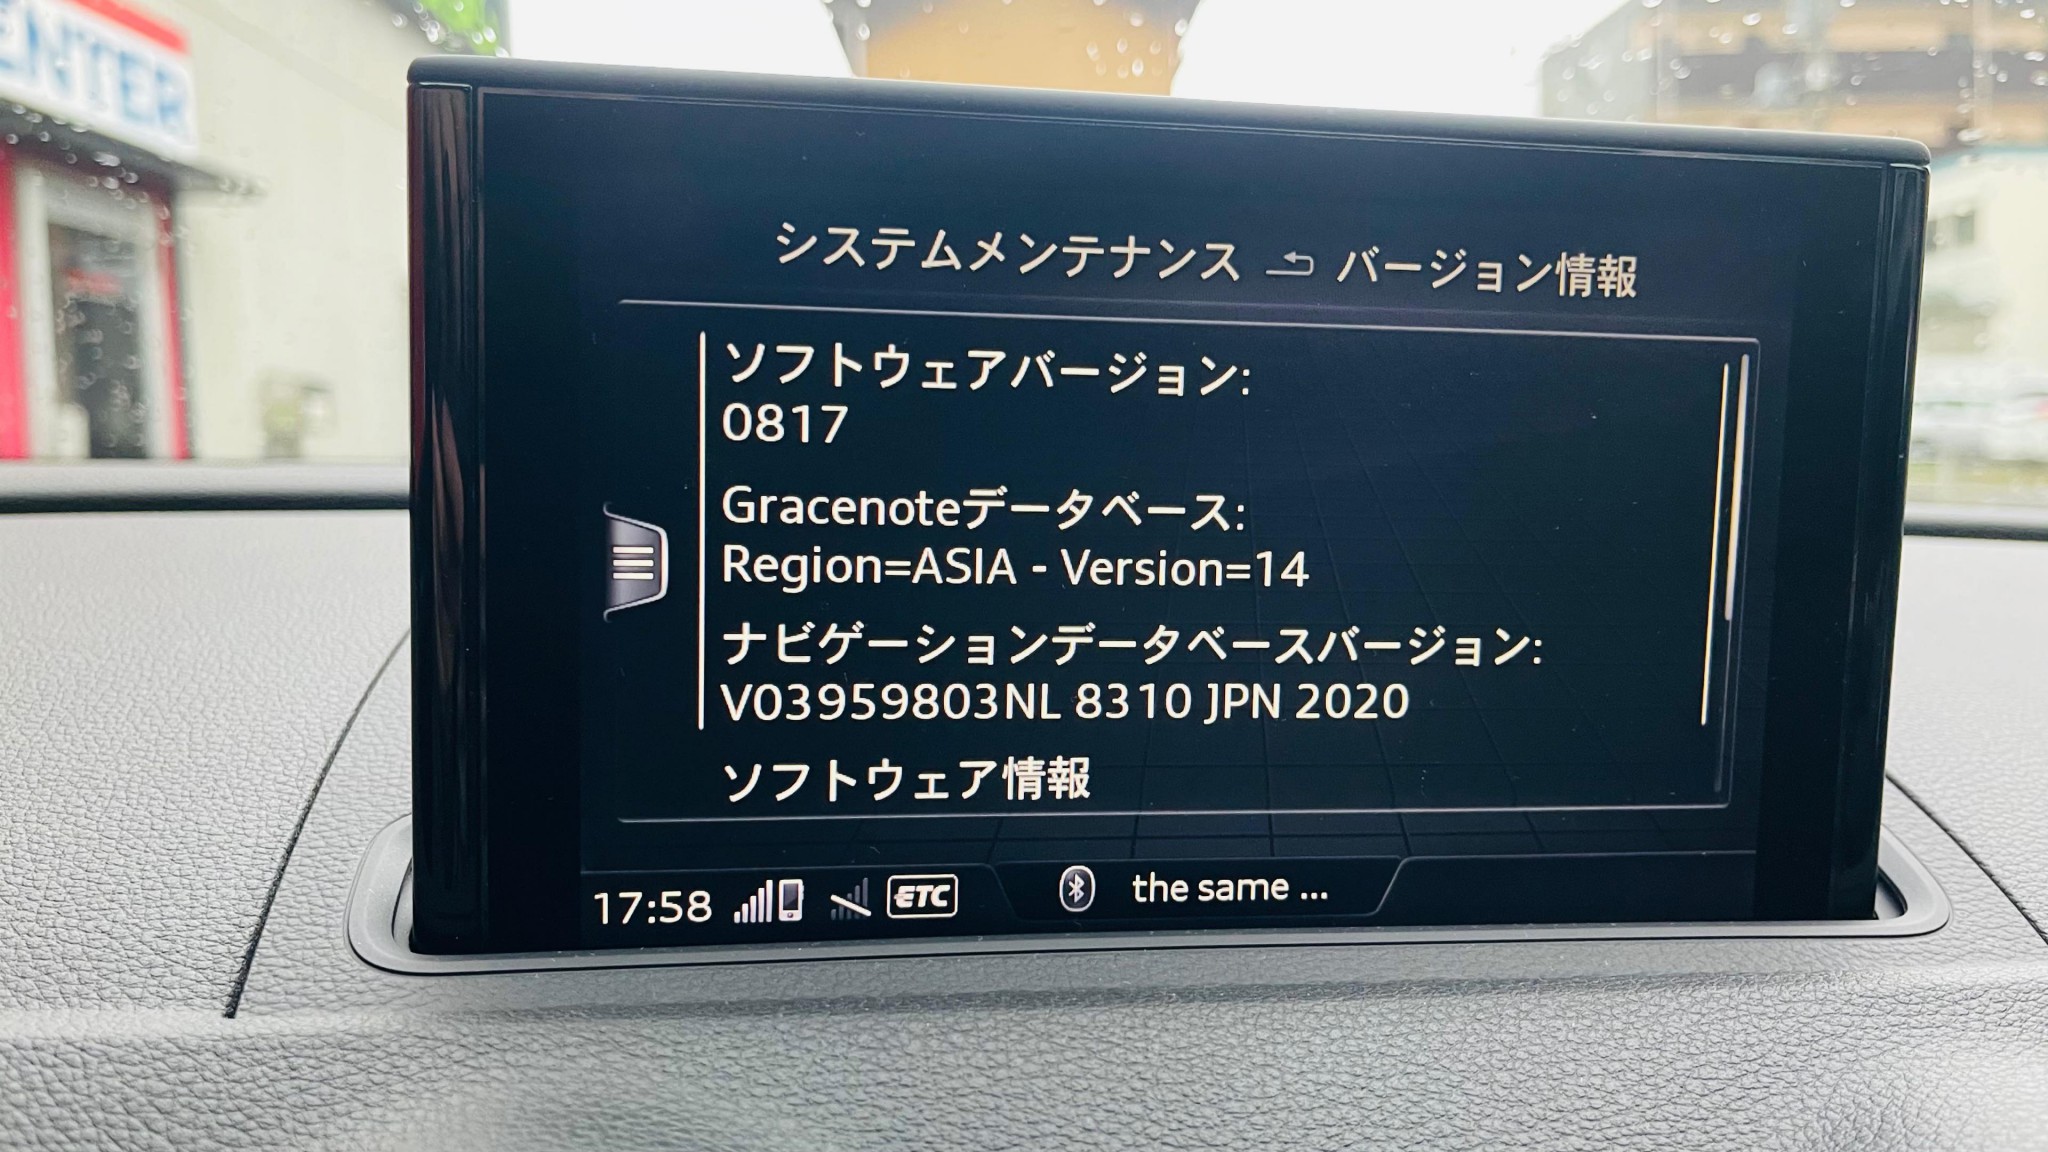 ENTER
システムメンテナンス バージョン情報
ソフトウェアバージョン:
0817
Gracenoteデータベース:
Region=ASIA - Version=14
ナビゲーションデータベースバージョン:
V03959803NL 8310 JPN 2020
ソフトウェア情報
17:58 ETC the same ...